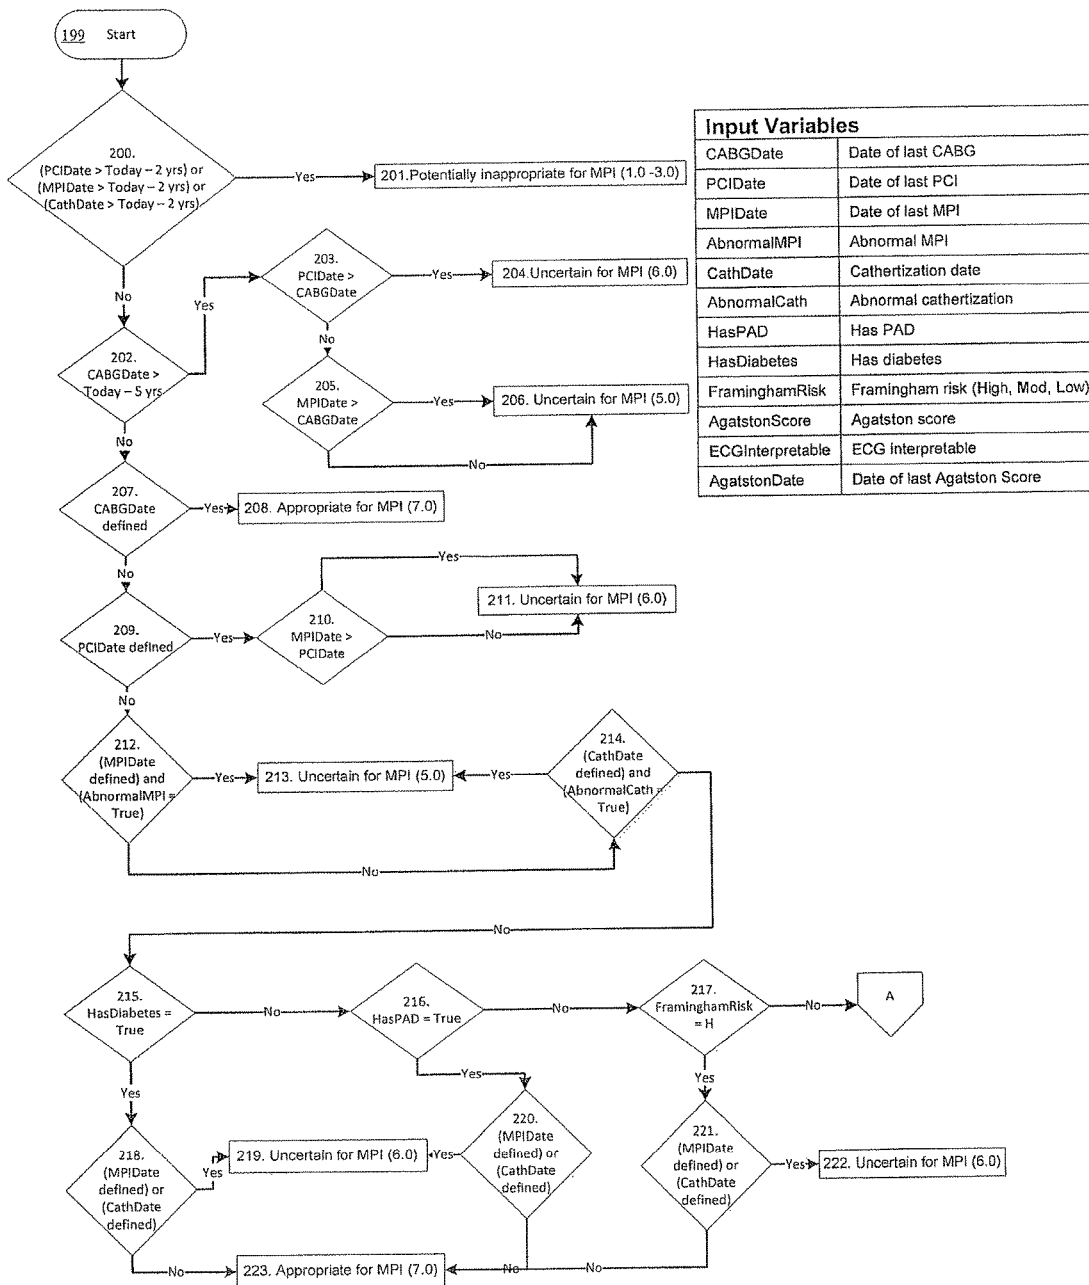 199 Start
200.
(PCIDate > Today – 2 yrs) or
(MPIDate > Today – 2 yrs) or
(CathDate > Today – 2 yrs)
Yes
201.Potentially inappropriate for MPI (1.0 -3.0)
No
202.
CABGDate >
Today – 5 yrs
Yes
203.
PCIDate >
CABGDate
Yes
204.Uncertain for MPI (6.0)
No
205.
MPIDate >
CABGDate
Yes
206. Uncertain for MPI (5.0)
No
No
207.
CABGDate
defined
Yes
208. Appropriate for MPI (7.0)
No
209.
PCIDate defined
Yes
210.
MPIDate >
PCIDate
Yes
No
211. Uncertain for MPI (6.0)
No
212.
(MPIDate
defined) and
(AbnormalMPI =
True)
Yes
213. Uncertain for MPI (5.0)
Yes
214.
(CathDate
defined) and
(AbnormalCath =
True)
No
No
215.
HasDiabetes =
True
No
216.
HasPAD = True
No
217.
FraminghamRisk
= H
No
A
Yes
Yes
Yes
218.
(MPIDate
defined) or
(CathDate
defined)
Yes
219. Uncertain for MPI (6.0)
Yes
220.
(MPIDate
defined) or
(CathDate
defined)
221.
(MPIDate
defined) or
(CathDate
defined)
Yes
222. Uncertain for MPI (6.0)
No
223. Appropriate for MPI (7.0)
No
No
Input Variables
CABGDate Date of last CABG
PCIDate Date of last PCI
MPIDate Date of last MPI
AbnormalMPI Abnormal MPI
CathDate Cathertization date
AbnormalCath Abnormal cathertization
HasPAD Has PAD
HasDiabetes Has diabetes
FraminghamRisk Framingham risk (High, Mod, Low)
AgatstonScore Agatston score
ECGInterpretable ECG interpretable
AgatstonDate Date of last Agatston Score